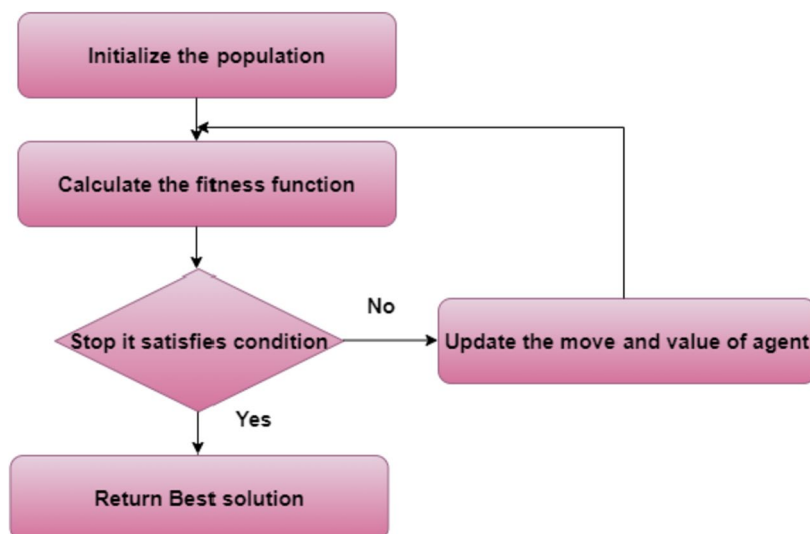 Initialize the population
Calculate the fitness function
Stop it satisfies condition
No
Update the move and value of agent
Yes
Return Best solution